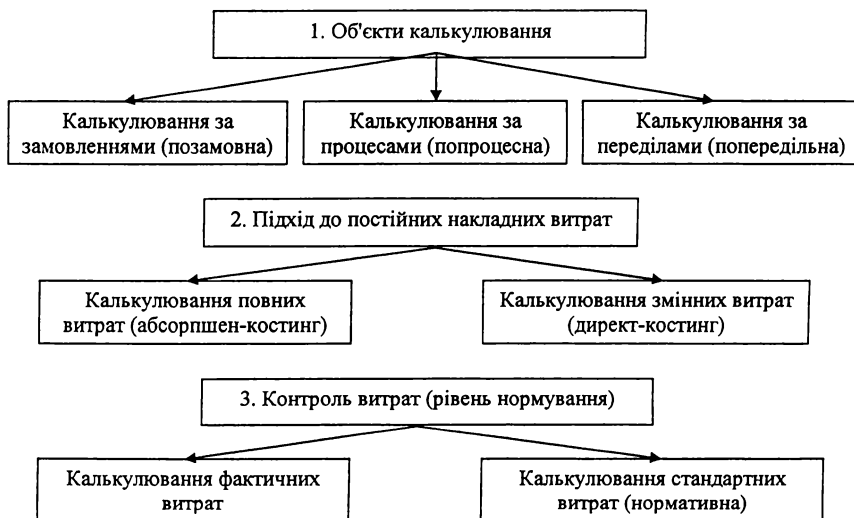 1. Об'єкти калькулювання
Калькулювання за
замовленнями (позамовна)
Калькулювання за
процесами (попроцесна)
Калькулювання за
переділами (попередільна)
2. Підхід до постійних накладних витрат
Калькулювання повних
витрат (абсорпшен-костинг)
Калькулювання змінних витрат
(директ-костинг)
3. Контроль витрат (рівень нормування)
Калькулювання фактичних
витрат
Калькулювання стандартних
витрат (нормативна)